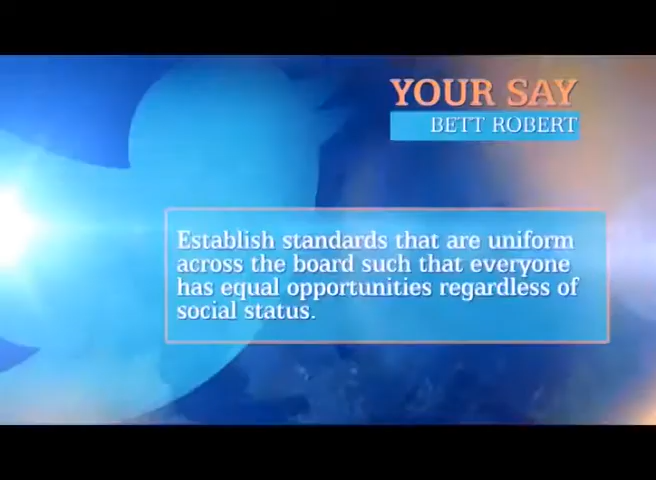 YOUR SAY
BETT ROBERT
Establish standards that are uniform
across the board such that everyone
has equal opportunities regardless of
social status.